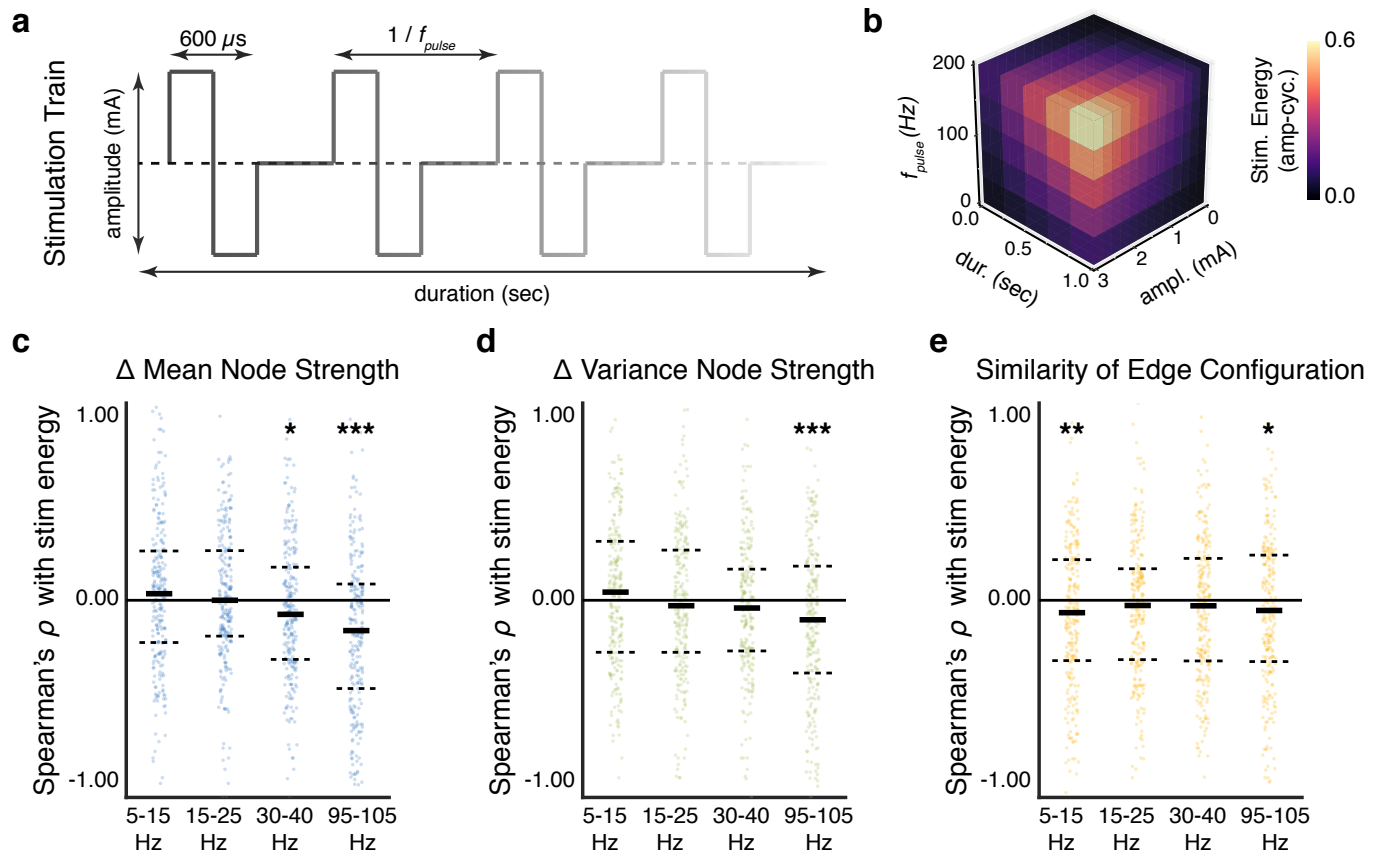 a
600 µs
1 / f_pulse
Stimulation Train
amplitude (mA)
duration (sec)
b
200
100
0
f_pulse (Hz)
0.0
0.5
1.0
dur. (sec)
3
2
1
0
ampl. (mA)
Stim. Energy
(amp-cyc.)
0.6
0.0
c
Δ Mean Node Strength
Spearman's ρ with stim energy
1.00
0.00
-1.00
*
***
5-15
Hz
15-25
Hz
30-40
Hz
95-105
Hz
d
Δ Variance Node Strength
Spearman's ρ with stim energy
1.00
0.00
-1.00
***
5-15
Hz
15-25
Hz
30-40
Hz
95-105
Hz
e
Similarity of Edge Configuration
Spearman's ρ with stim energy
1.00
0.00
-1.00
**
*
5-15
Hz
15-25
Hz
30-40
Hz
95-105
Hz